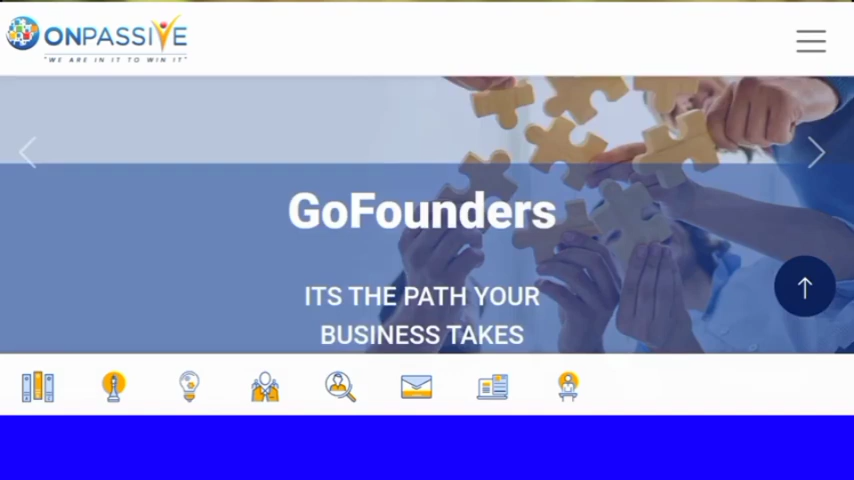 ONPASSIVE
"WE ARE IN IT TO WIN IT"
GoFounders
ITS THE PATH YOUR
BUSINESS TAKES